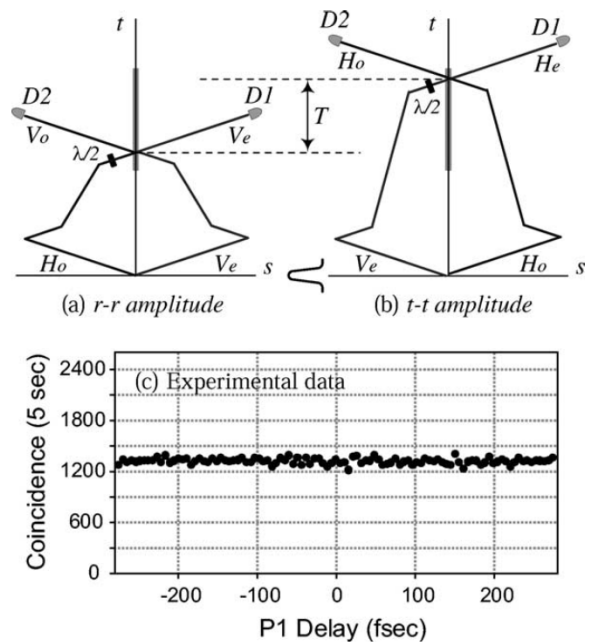 t
D2
D1
Vo
Ve
λ/2
Ho
Ve
s
(a) r-r amplitude
T
t
D2
D1
Ho
He
λ/2
Ve
Ho
s
(b) t-t amplitude
(c) Experimental data
Coincidence (5 sec)
2400
1800
1200
600
0
-200
-100
0
100
200
P1 Delay (fsec)